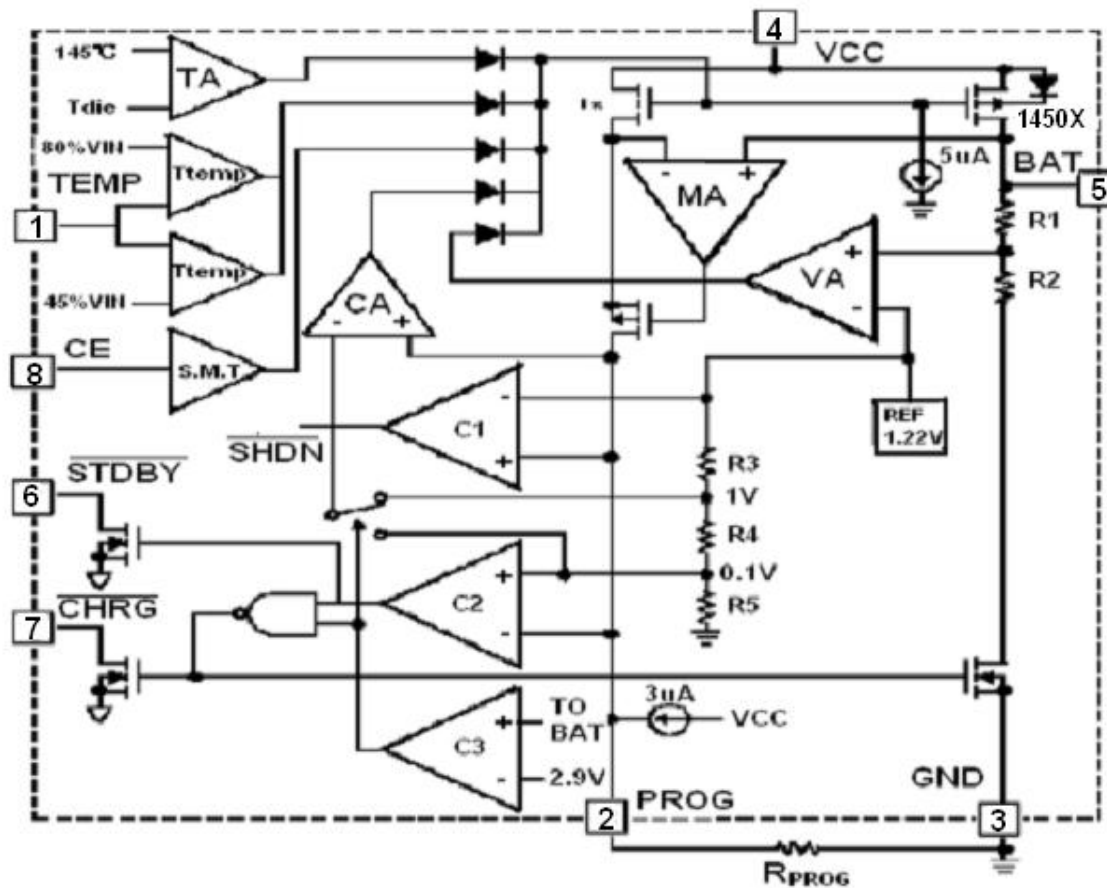 4
VCC
145℃
TA
Tdie
1x
1450X
80%VIN
Ttemp
TEMP
1
5uA
BAT
5
- MA +
R1
Ttemp
VA
+
-
R2
45%VIN
CA
- +
CE
8
S.M.T
REF
1.22V
C1
-
+
SHDN
R3
STDBY
6
1V
R4
0.1V
C2
+
-
R5
CHRG
7
3uA
VCC
C3
+
-
TO
BAT
2.9V
GND
2
PROG
3
RPROG